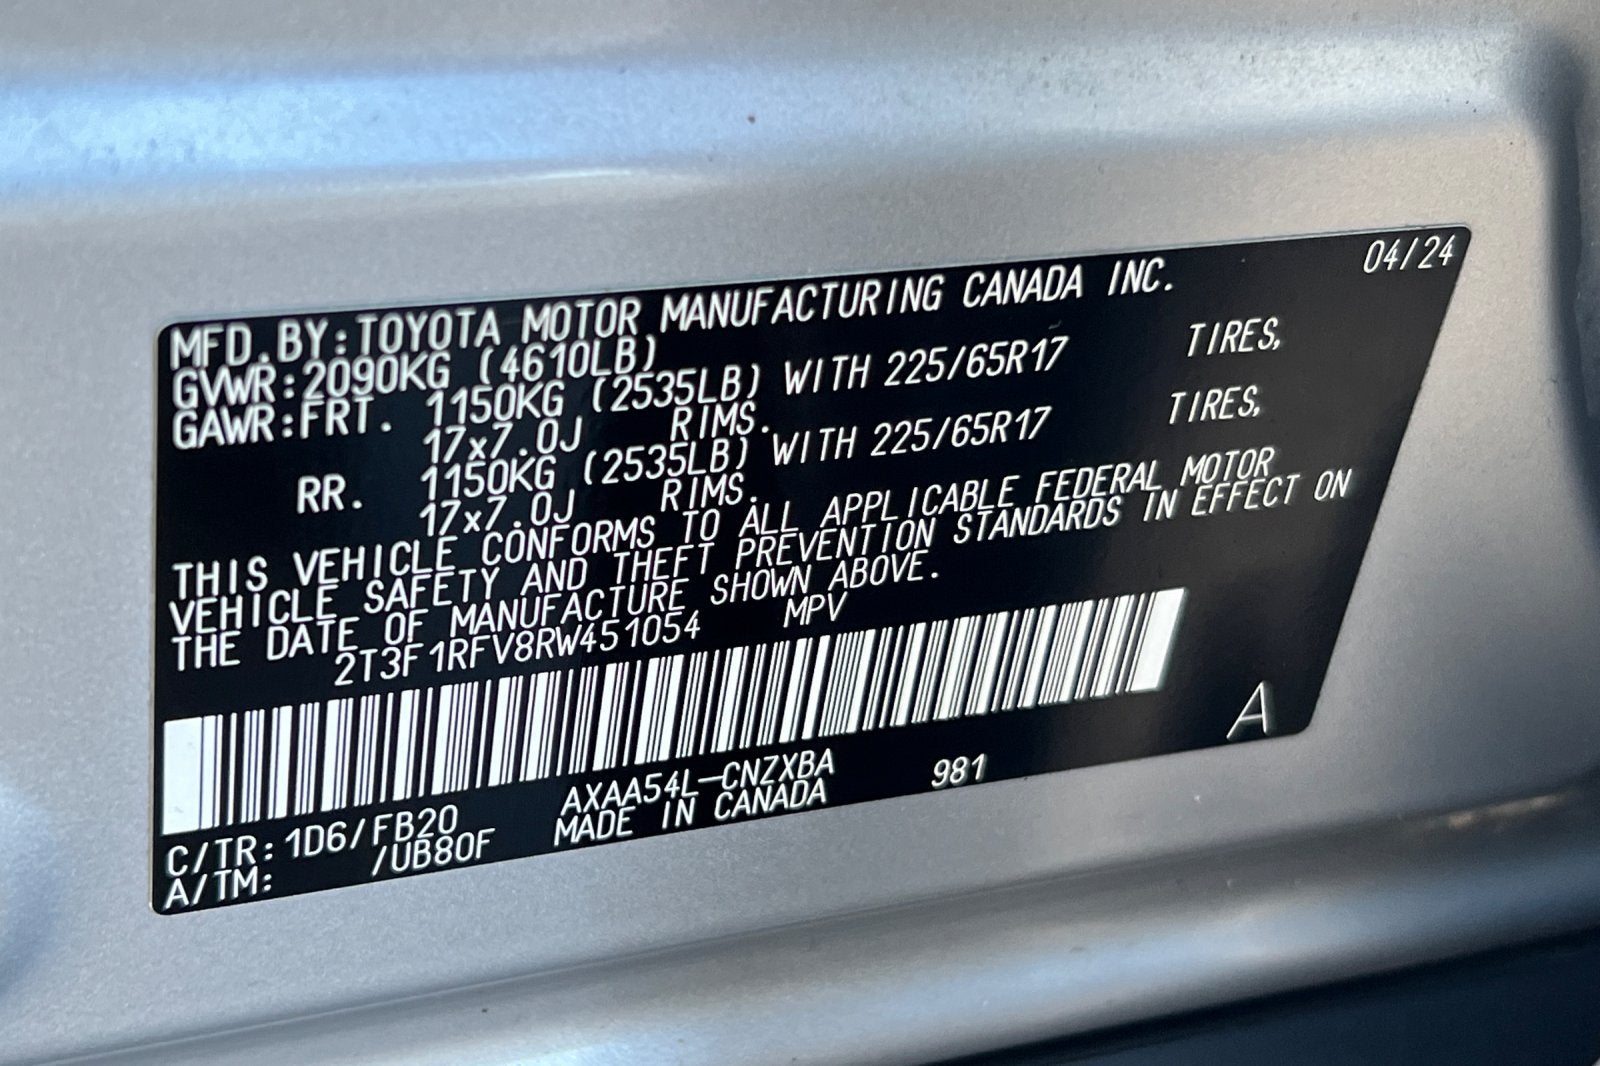 04/24
MFD.BY:TOYOTA MOTOR MANUFACTURING CANADA INC.
GVWR:2090KG (4610LB)
GAWR:FRT. 1150KG (2535LB) WITH 225/65R17 TIRES,
17x7.0J RIMS.
RR. 1150KG (2535LB) WITH 225/65R17 TIRES,
17x7.0J RIMS.
THIS VEHICLE CONFORMS TO ALL APPLICABLE FEDERAL MOTOR
VEHICLE SAFETY AND THEFT PREVENTION STANDARDS IN EFFECT ON
THE DATE OF MANUFACTURE SHOWN ABOVE.
2T3F1RFV8RW451054 MPV
A
C/TR:1D6/FB20 AXAA54L-CNZXBA 981
A/TM: /UB80F MADE IN CANADA